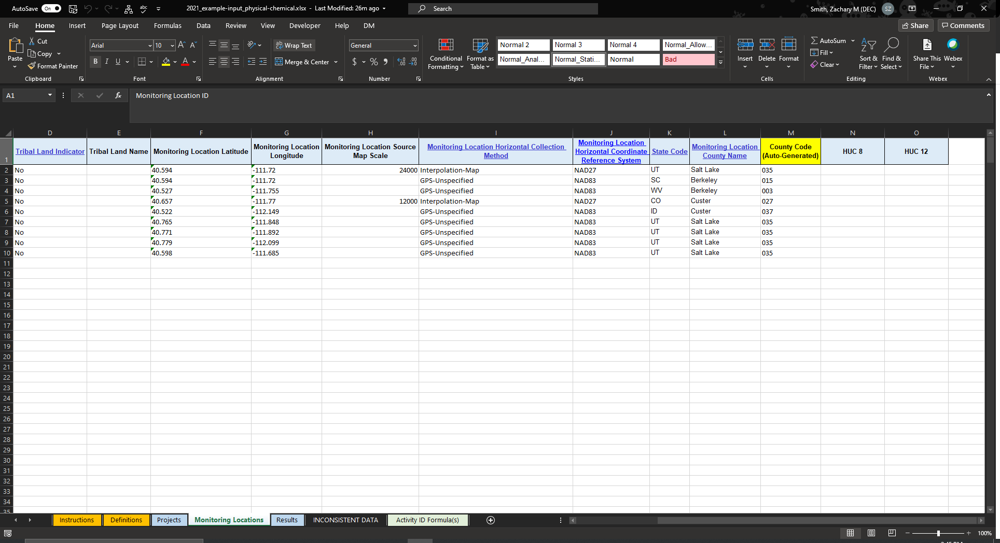 AutoSave On 2021_example-input_physical-chemical.xlsx - Last Modified: 26m ago Search Smith, Zachary M (DEC) SZ
File Home Insert Page Layout Formulas Data Review View Developer Help DM Share Comments
Paste Cut Copy Format Painter Clipboard
Arial 10 B I U Font
Wrap Text Merge & Center Alignment
General $ % Number
Conditional Formatting Format as Table
Normal 2 Normal 3 Normal 4 Normal_Allow...
Normal_Anal... Normal_Stati... Normal Bad
Styles
Insert Delete Format Cells
AutoSum Fill Clear Sort & Filter Find & Select Editing
Share This File Webex Webex
A1 fx Monitoring Location ID
D E F G H I J K L M N O
1 Tribal Land Indicator Tribal Land Name Monitoring Location Latitude Monitoring Location Longitude Monitoring Location Source Map Scale Monitoring Location Horizontal Collection Method Monitoring Location Horizontal Coordinate Reference System State Code Monitoring Location County Name County Code (Auto-Generated) HUC 8 HUC 12
2 No 40.594 -111.72 24000 Interpolation-Map NAD27 UT Salt Lake 035
3 No 40.594 -111.72 GPS-Unspecified NAD83 SC Berkeley 015
4 No 40.527 -111.755 GPS-Unspecified NAD83 WV Berkeley 003
5 No 40.657 -111.77 12000 Interpolation-Map NAD27 CO Custer 027
6 No 40.522 -112.149 GPS-Unspecified NAD83 ID Custer 037
7 No 40.765 -111.848 GPS-Unspecified NAD83 UT Salt Lake 035
8 No 40.771 -111.892 GPS-Unspecified NAD83 UT Salt Lake 035
9 No 40.779 -112.099 GPS-Unspecified NAD83 UT Salt Lake 035
10 No 40.598 -111.685 GPS-Unspecified NAD83 UT Salt Lake 035
11
12
13
14
15
16
17
18
19
20
21
22
23
24
25
26
27
28
29
30
31
32
33
34
35
Instructions Definitions Projects Monitoring Locations Results INCONSISTENT DATA Activity ID Formula(s)
100%